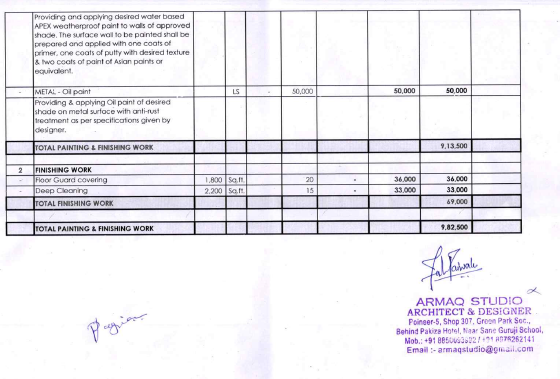 Providing and applying desired water based
APEX weatherproof paint to walls of approved
shade. The surface wall to be painted shall be
prepared and applied with one coats of
primer, one coats of putty with desired texture
& two coats of paint of Asian paints or
equivalent.
- METAL - Oil paint LS - 50,000 50,000 50,000
Providing & applying Oil paint of desired
shade on metal surface with anti-rust
treatment as per specifications given by
designer.
TOTAL PAINTING & FINISHING WORK 9,13,500
2 FINISHING WORK
- Floor Guard covering 1,800 Sq.ft. 20 - 36,000 36,000
- Deep Cleaning 2,200 Sq.ft. 15 - 33,000 33,000
TOTAL FINISHING WORK 69,000
TOTAL PAINTING & FINISHING WORK 9,82,500
ARMAQ STUDIO
ARCHITECT & DESIGNER
Shop 307, Green Park Soc.,
Behind Pakiza Hotel, Near Sane Guruji School,
Mob.: +91
Email :- armaqstudio@gmail.com